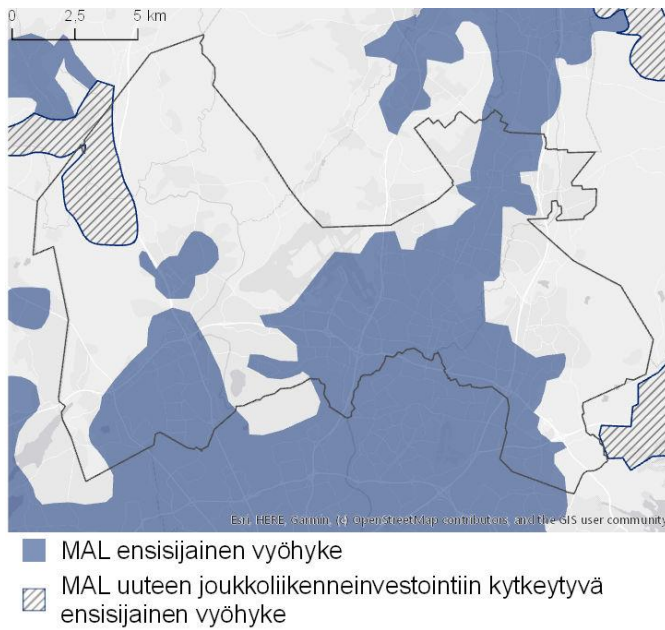 0 2,5 5 km
Esri, HERE, Garmin, (c) OpenStreetMap contributors, and the GIS user community
MAL ensisijainen vyöhyke
MAL uuteen joukkoliikenneinvestointiin kytkeytyvä
ensisijainen vyöhyke